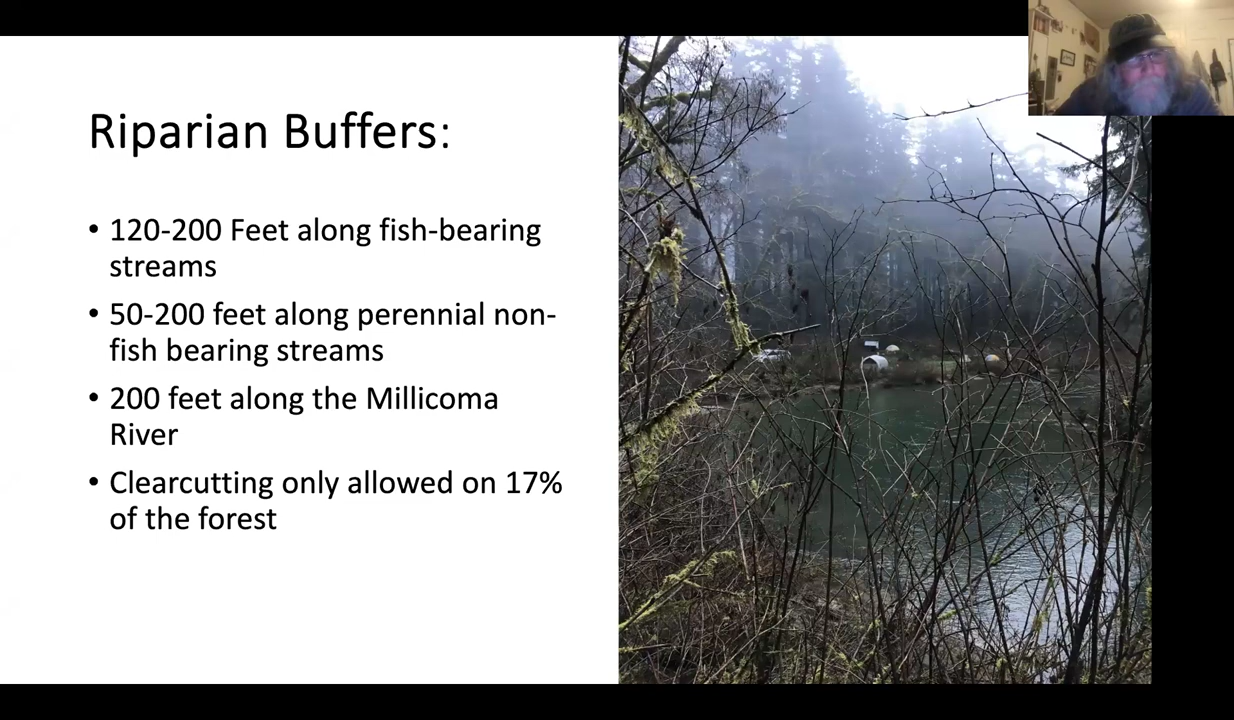 Riparian Buffers:
• 120-200 Feet along fish-bearing
streams
• 50-200 feet along perennial non-
fish bearing streams
• 200 feet along the Millicoma
River
• Clearcutting only allowed on 17%
of the forest